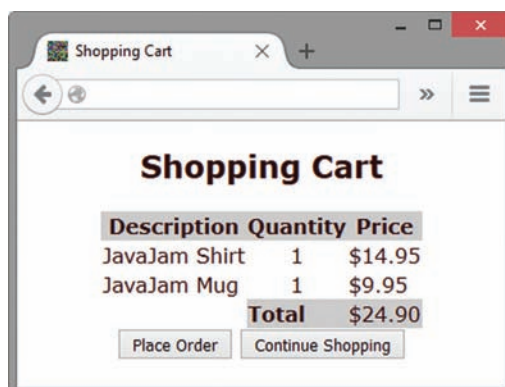 Shopping Cart
Shopping Cart
Description Quantity Price
JavaJam Shirt 1 $14.95
JavaJam Mug 1 $9.95
Total $24.90
Place Order Continue Shopping